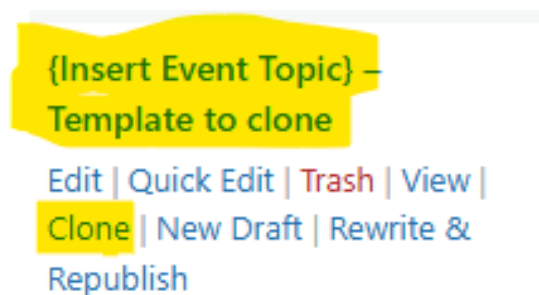 {Insert Event Topic} –
Template to clone
Edit | Quick Edit | Trash | View |
Clone | New Draft | Rewrite &
Republish